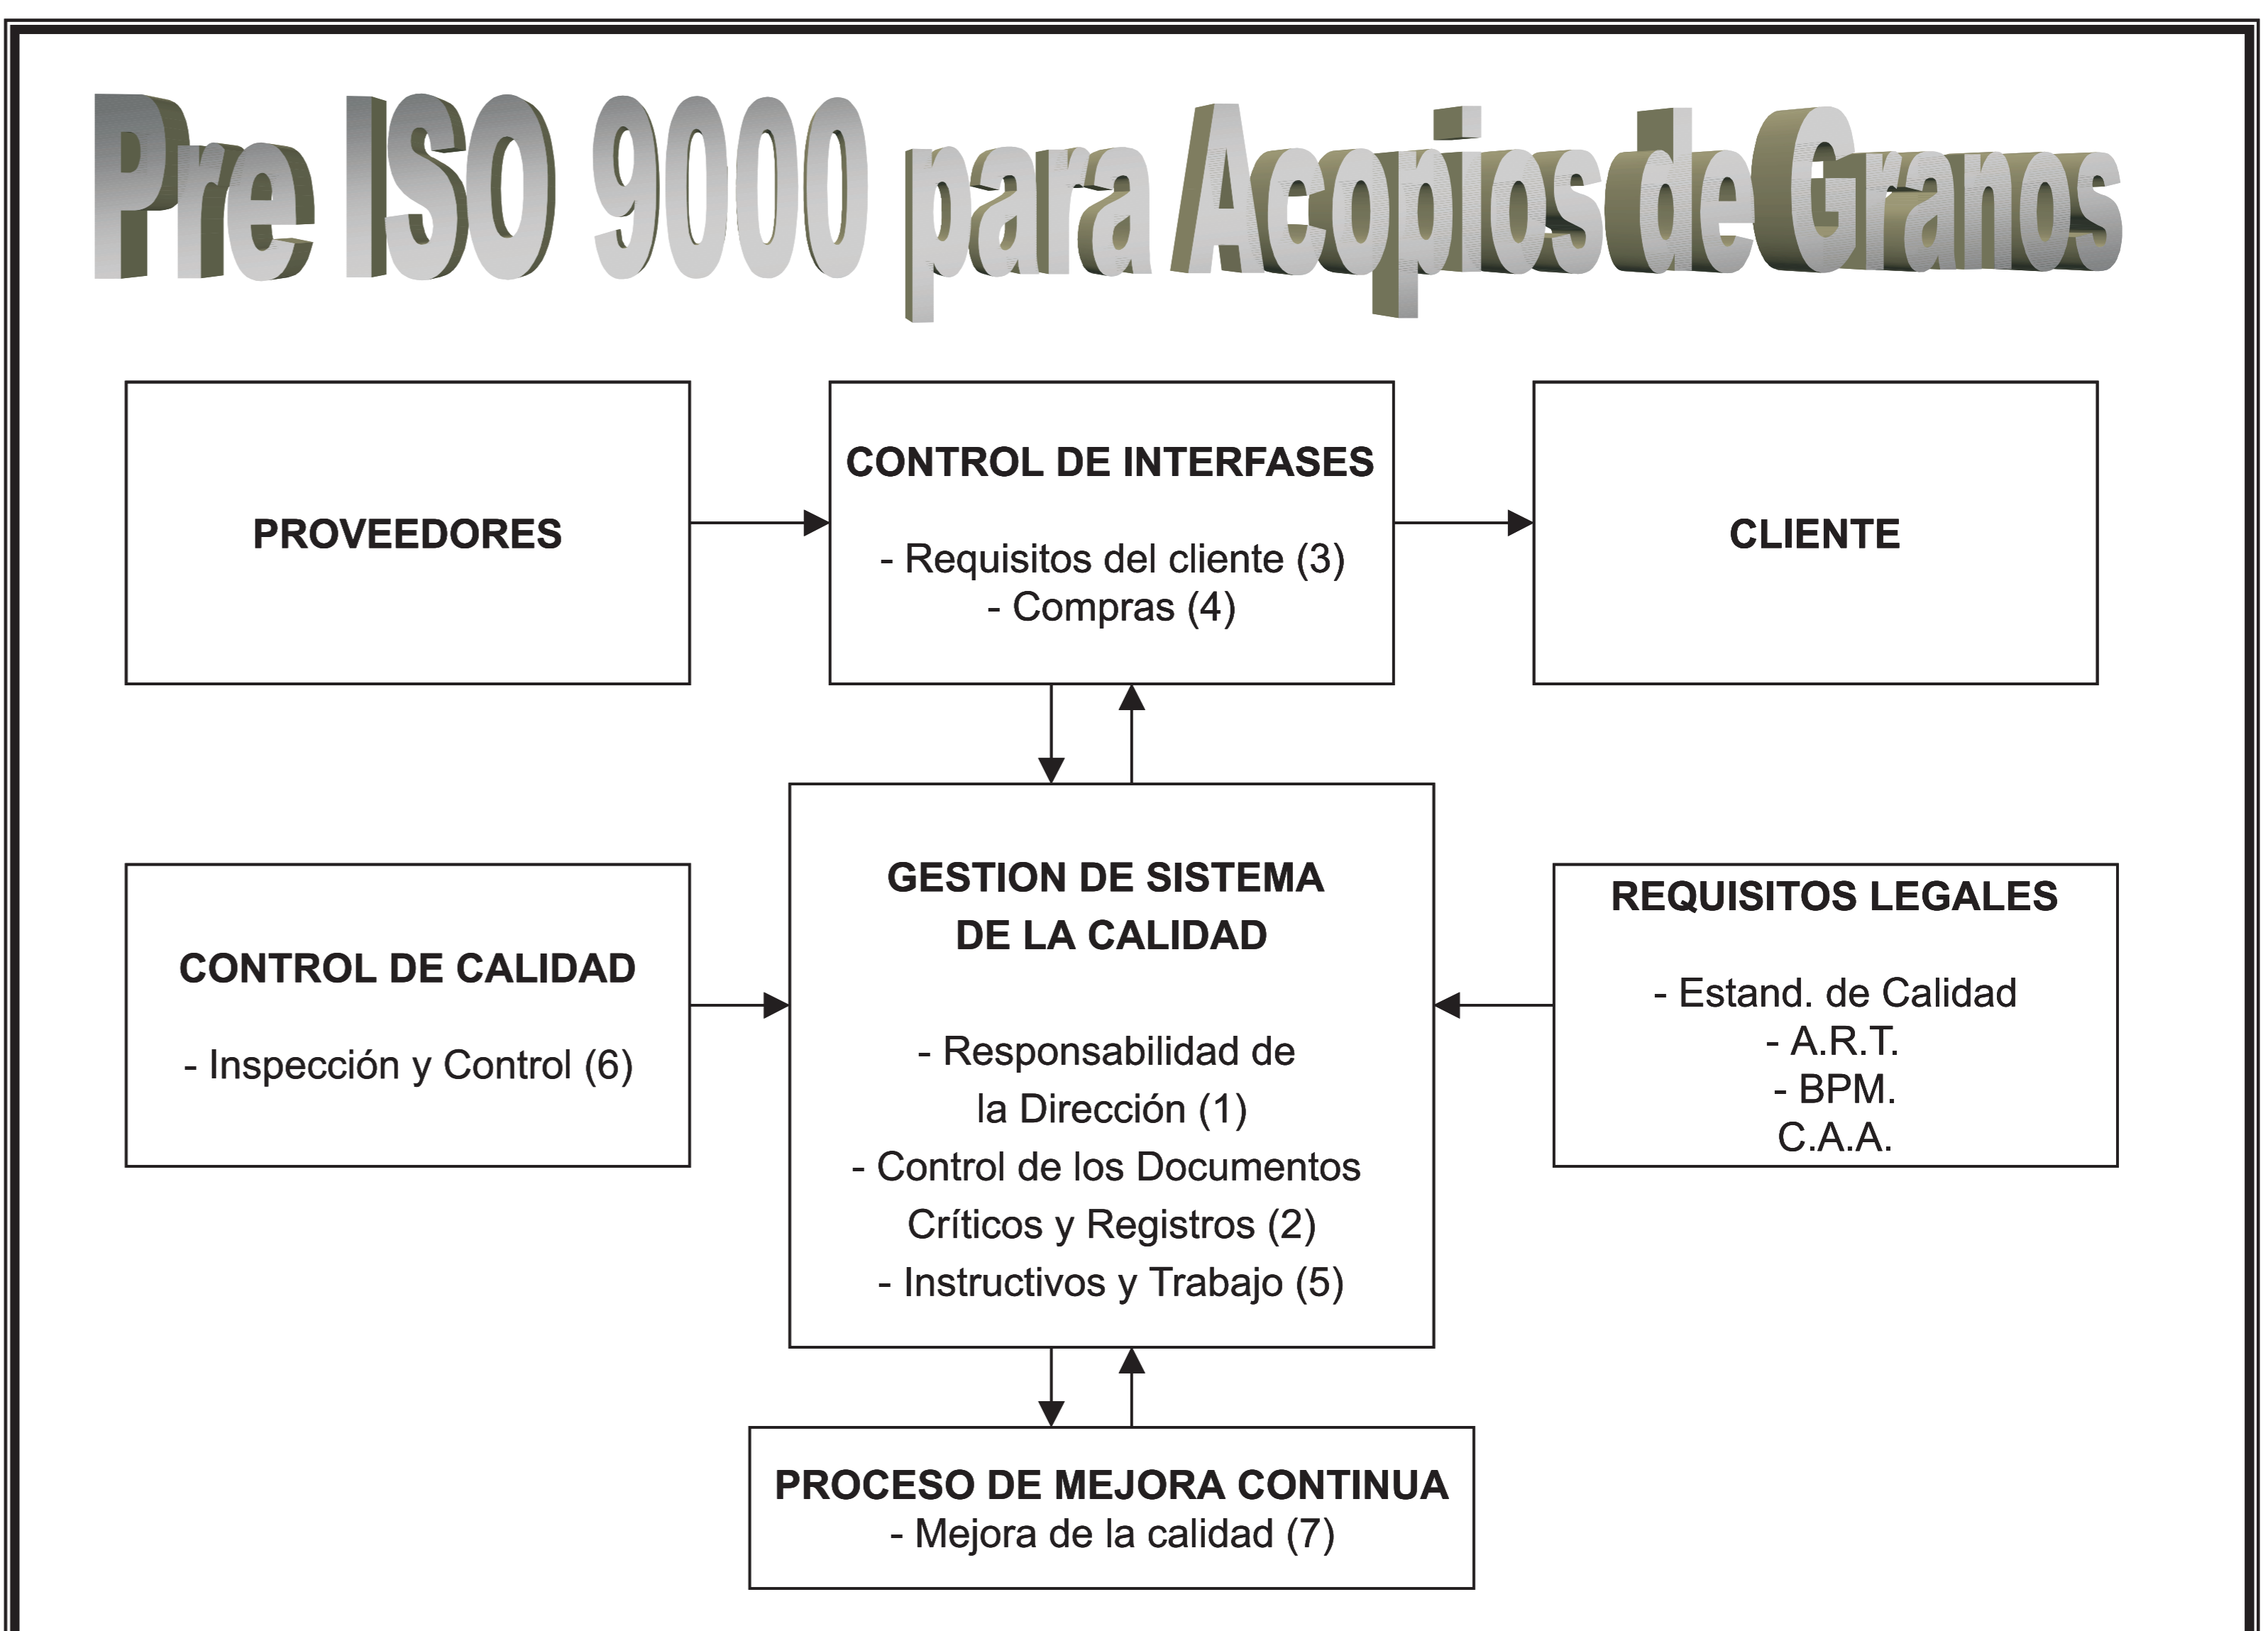 Pre ISO 9000 para Acopios de Granos
PROVEEDORES
CONTROL DE INTERFASES
- Requisitos del cliente (3)
- Compras (4)
CLIENTE
CONTROL DE CALIDAD
- Inspección y Control (6)
GESTION DE SISTEMA
DE LA CALIDAD
- Responsabilidad de
la Dirección (1)
- Control de los Documentos
Críticos y Registros (2)
- Instructivos y Trabajo (5)
REQUISITOS LEGALES
- Estand. de Calidad
- A.R.T.
- BPM.
C.A.A.
PROCESO DE MEJORA CONTINUA
- Mejora de la calidad (7)